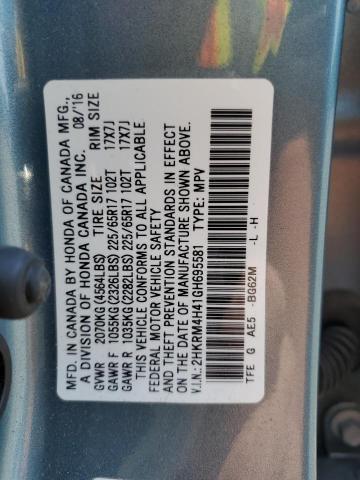 MFD. IN CANADA BY HONDA OF CANADA MFG.,
A DIVISION OF HONDA CANADA INC. 08/'16
GVWR 2070KG (4564LBS) TIRE SIZE RIM SIZE
GAWR F 1055KG (2326LBS) 225/65R17 102T 17X7J
GAWR R 1035KG (2282LBS) 225/65R17 102T 17X7J
THIS VEHICLE CONFORMS TO ALL APPLICABLE
FEDERAL MOTOR VEHICLE SAFETY
AND THEFT PREVENTION STANDARDS IN EFFECT
ON THE DATE OF MANUFACTURE SHOWN ABOVE.
V.I.N.: 2HKRM4H41GH695581 TYPE: MPV
TFE G AE5 -BG62M -L -H